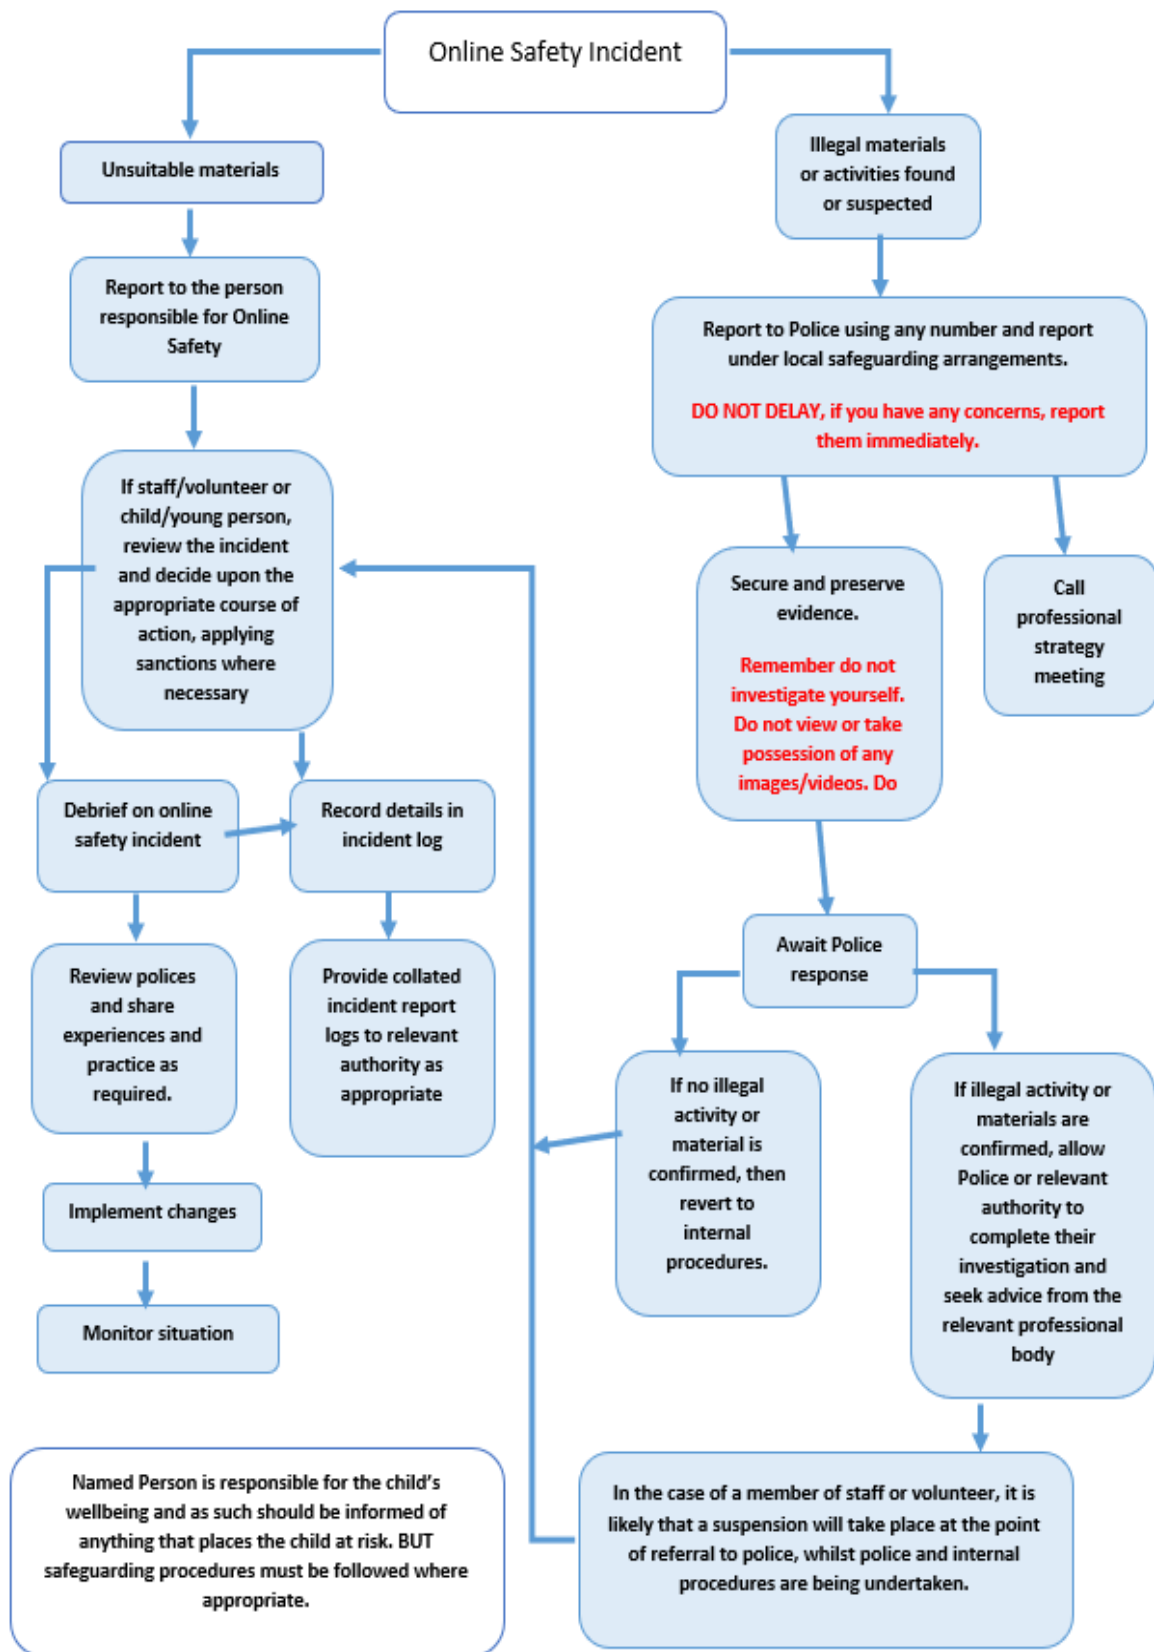 Online Safety Incident
Unsuitable materials
Report to the person
responsible for Online
Safety
If staff/volunteer or
child/young person,
review the incident
and decide upon the
appropriate course of
action, applying
sanctions where
necessary
Debrief on online
safety incident
Record details in
incident log
Review polices
and share
experiences and
practice as
required.
Provide collated
incident report
logs to relevant
authority as
appropriate
Implement changes
Monitor situation
Named Person is responsible for the child's
wellbeing and as such should be informed of
anything that places the child at risk. BUT
safeguarding procedures must be followed where
appropriate.
Illegal materials
or activities found
or suspected
Report to Police using any number and report
under local safeguarding arrangements.
DO NOT DELAY, if you have any concerns, report
them immediately.
Secure and preserve
evidence.
Remember do not
investigate yourself.
Do not view or take
possession of any
images/videos. Do
Call
professional
strategy
meeting
Await Police
response
If no illegal
activity or
material is
confirmed, then
revert to
internal
procedures.
If illegal activity or
materials are
confirmed, allow
Police or relevant
authority to
complete their
investigation and
seek advice from the
relevant professional
body
In the case of a member of staff or volunteer, it is
likely that a suspension will take place at the point
of referral to police, whilst police and internal
procedures are being undertaken.